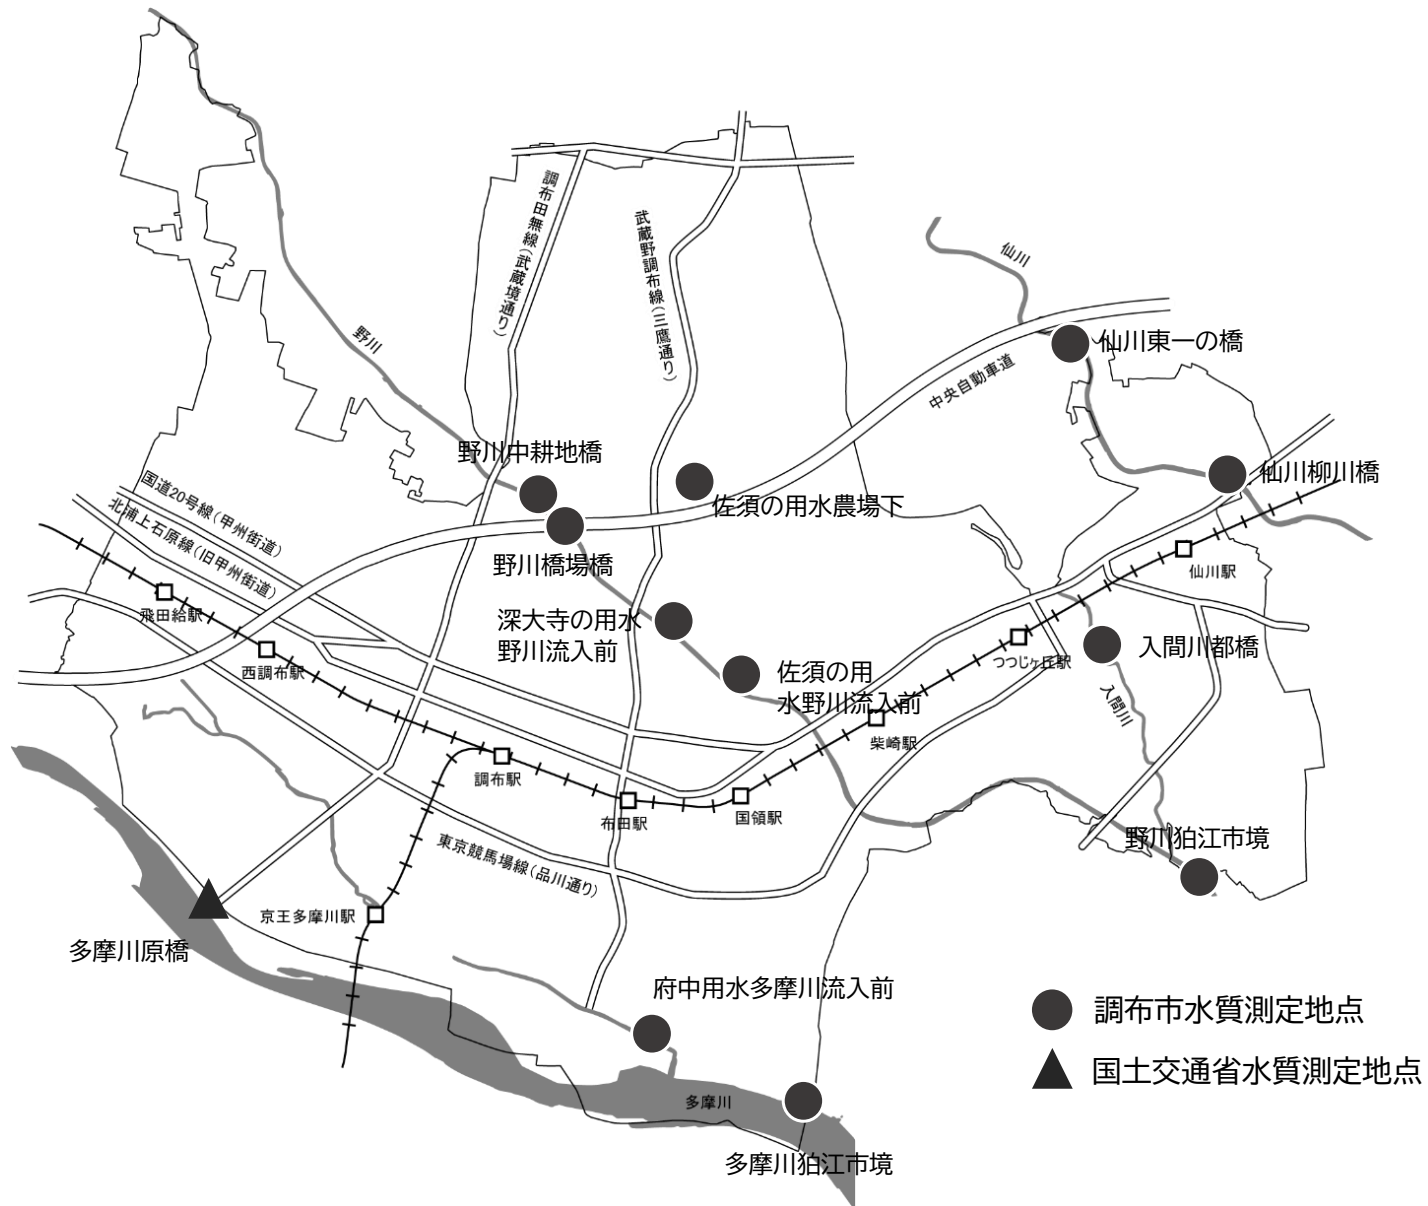 調布田無線(武蔵境通り)
武蔵野調布線(三鷹通り)
仙川
野川
仙川東一の橋
中央自動車道
野川中耕地橋
仙川柳川橋
国道20号線(甲州街道)
北浦上石原線(旧甲州街道)
佐須の用水農場下
野川橋場橋
仙川駅
飛田給駅
深大寺の用水
野川流入前
入間川都橋
つつじヶ丘駅
西調布駅
佐須の用
水野川流入前
入間川
柴崎駅
調布駅
布田駅
国領駅
野川狛江市境
東京競馬場線(品川通り)
京王多摩川駅
多摩川原橋
府中用水多摩川流入前
調布市水質測定地点
国土交通省水質測定地点
多摩川
多摩川狛江市境